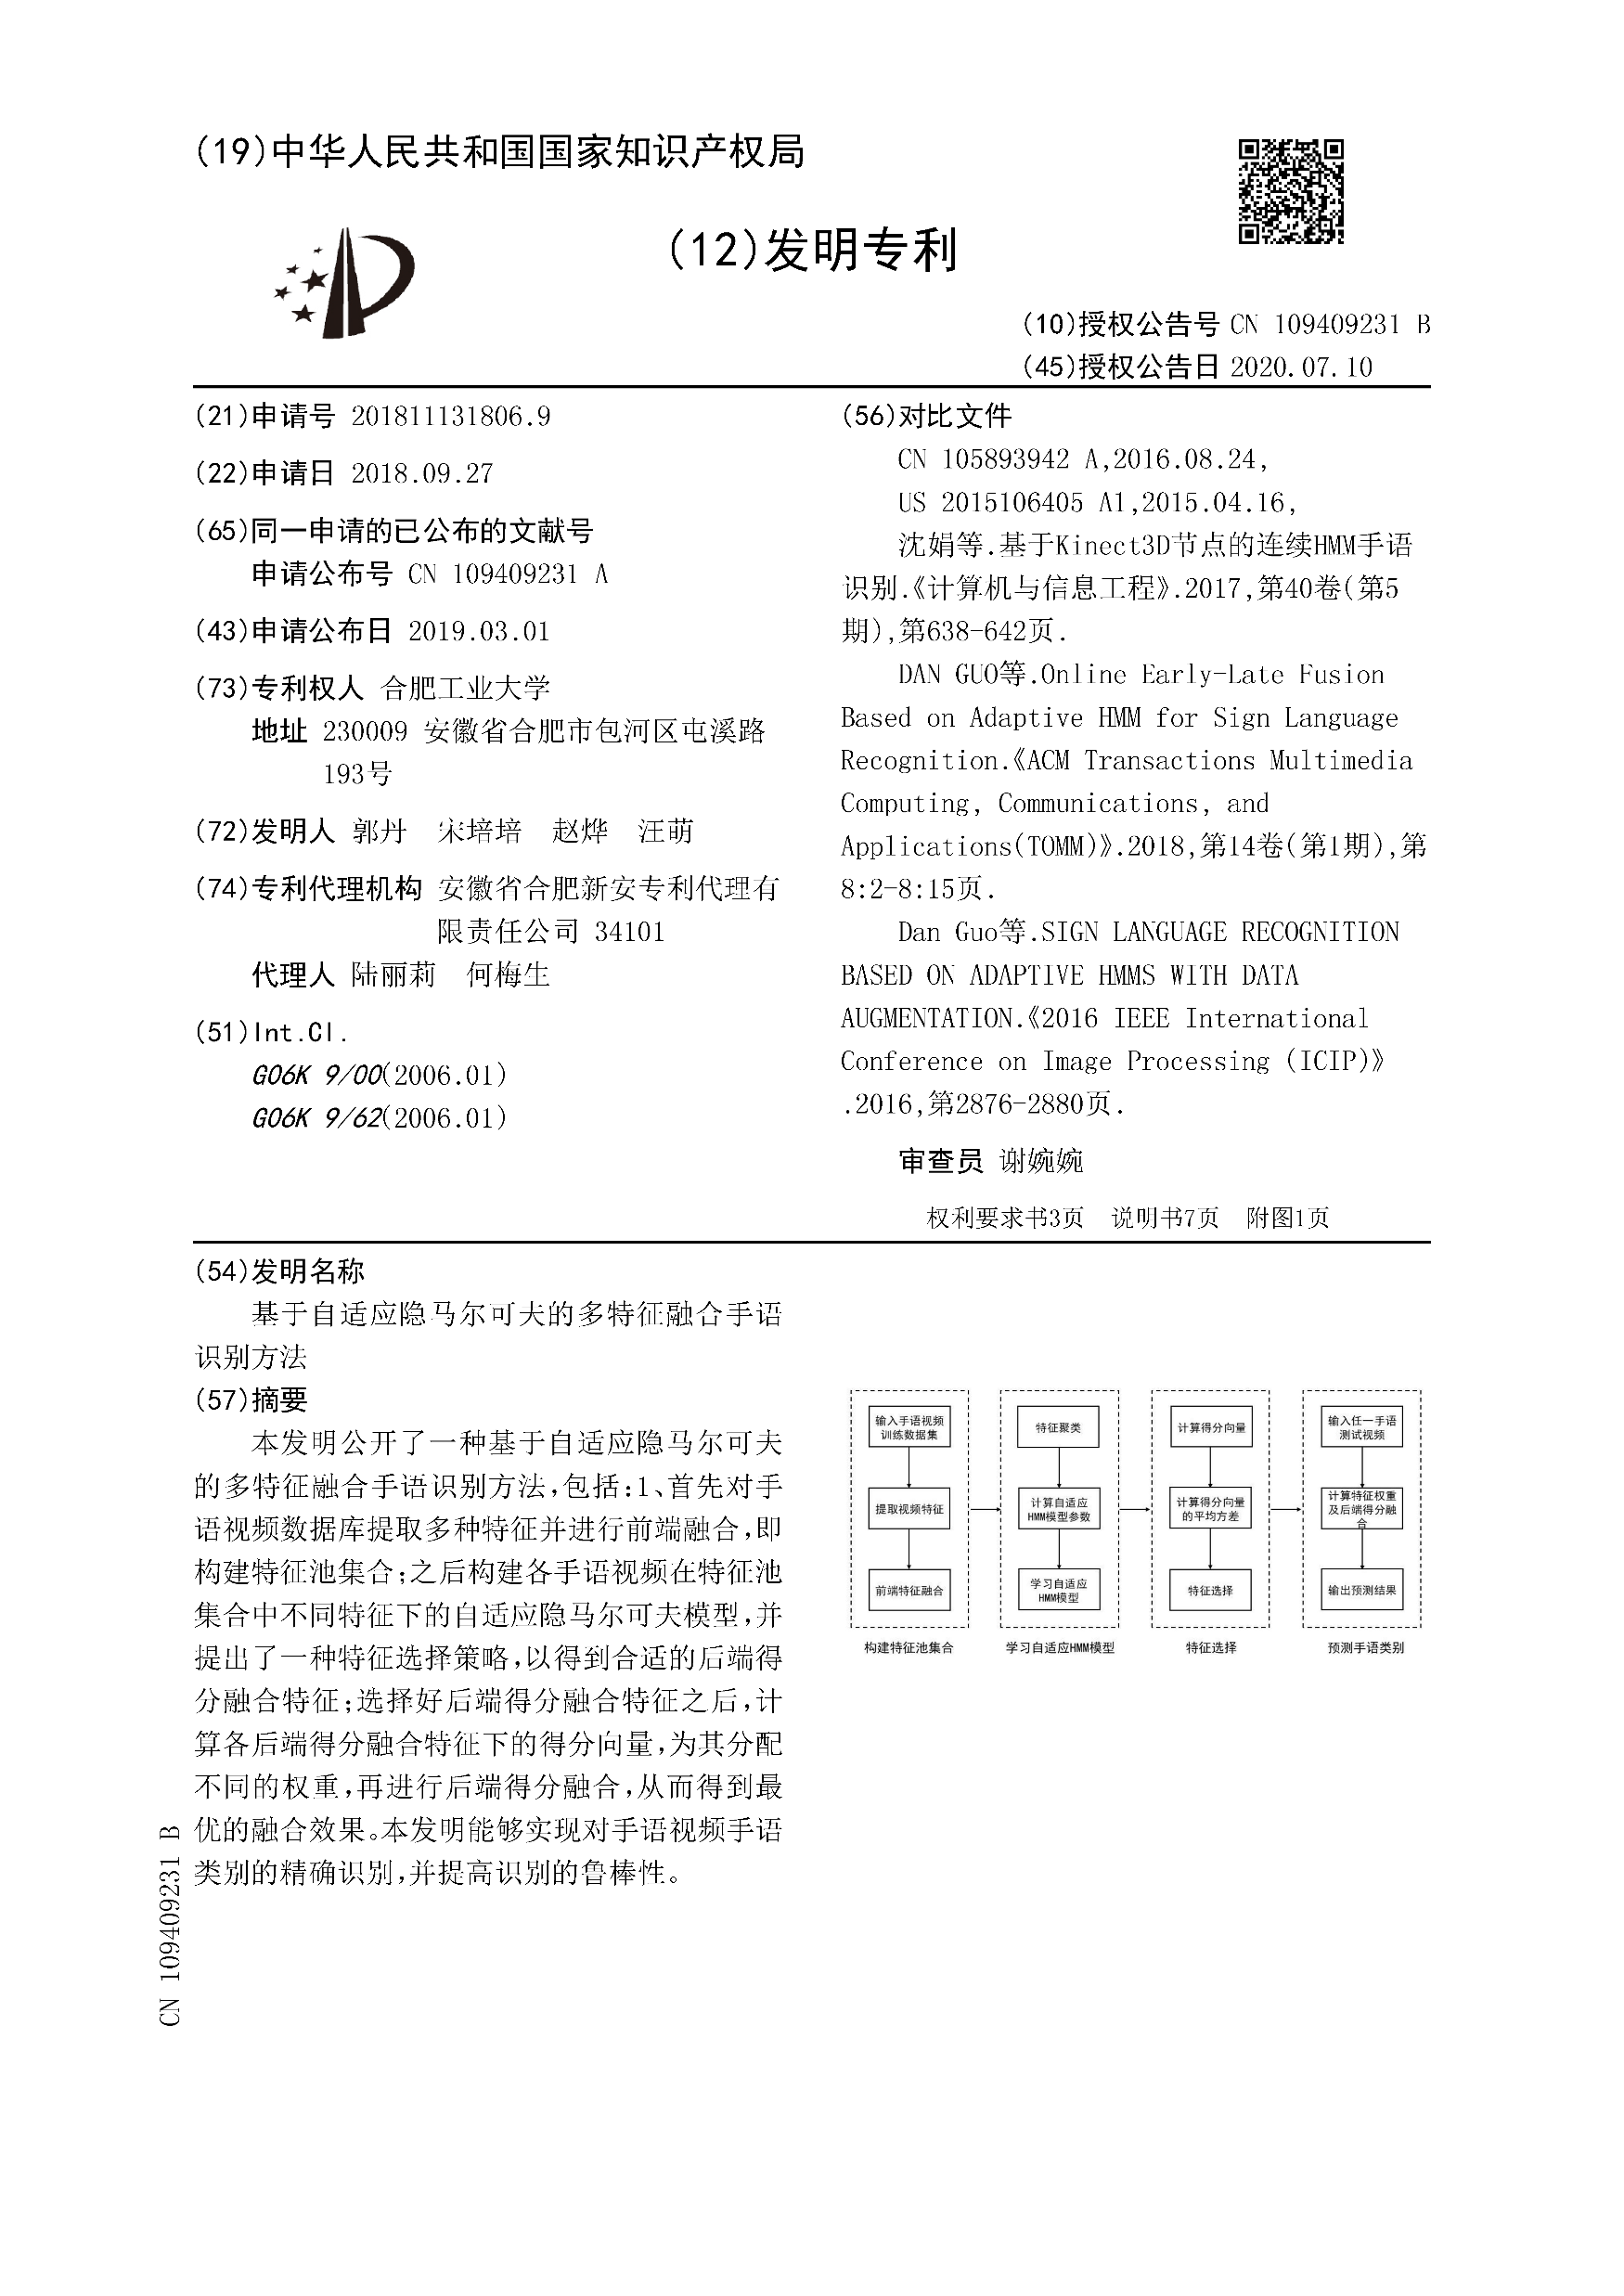 (19)中华人民共和国国家知识产权局
(12)发明专利
(10)授权公告号 CN 109409231 B
(45)授权公告日 2020.07.10
(21)申请号 201811131806.9
(22)申请日 2018.09.27
(65)同一申请的已公布的文献号
申请公布号 CN 109409231 A
(43)申请公布日 2019.03.01
(73)专利权人 合肥工业大学
地址 230009 安徽省合肥市包河区屯溪路
193号
(72)发明人 郭丹 宋培培 赵烨 汪萌
(74)专利代理机构 安徽省合肥新安专利代理有
限责任公司 34101
代理人 陆丽莉 何梅生
(51)Int.Cl.
G06K 9/00(2006.01)
G06K 9/62(2006.01)
(56)对比文件
CN 105893942 A,2016.08.24,
US 2015106405 A1,2015.04.16,
沈娟等.基于Kinect3D节点的连续HMM手语
识别.《计算机与信息工程》.2017,第40卷(第5
期),第638-642页.
DAN GUO等.Online Early-Late Fusion
Based on Adaptive HMM for Sign Language
Recognition.《ACM Transactions Multimedia
Computing, Communications, and
Applications(TOMM)》.2018,第14卷(第1期),第
8:2-8:15页.
Dan Guo等.SIGN LANGUAGE RECOGNITION
BASED ON ADAPTIVE HMMS WITH DATA
AUGMENTATION.《2016 IEEE International
Conference on Image Processing (ICIP)》
.2016,第2876-2880页.
审查员 谢婉婉
权利要求书3页 说明书7页 附图1页
(54)发明名称
基于自适应隐马尔可夫的多特征融合手语
识别方法
(57)摘要
本发明公开了一种基于自适应隐马尔可夫
的多特征融合手语识别方法,包括:1、首先对手
语视频数据库提取多种特征并进行前端融合,即
构建特征池集合;之后构建各手语视频在特征池
集合中不同特征下的自适应隐马尔可夫模型,并
提出了一种特征选择策略,以得到合适的后端得
分融合特征;选择好后端得分融合特征之后,计
算各后端得分融合特征下的得分向量,为其分配
不同的权重,再进行后端得分融合,从而得到最
优的融合效果。本发明能够实现对手语视频手语
类别的精确识别,并提高识别的鲁棒性。
输入手语视频
训练数据集
提取视频特征
前端特征融合
构建特征池集合
特征聚类
计算自适应
HMM模型参数
学习自适应
HMM模型
学习自适应HMM模型
计算得分向量
计算得分向量
的平均方差
特征选择
特征选择
输入任一手语
测试视频
计算特征权重
及后端得分融
合
输出预测结果
预测手语类别
CN 109409231 B